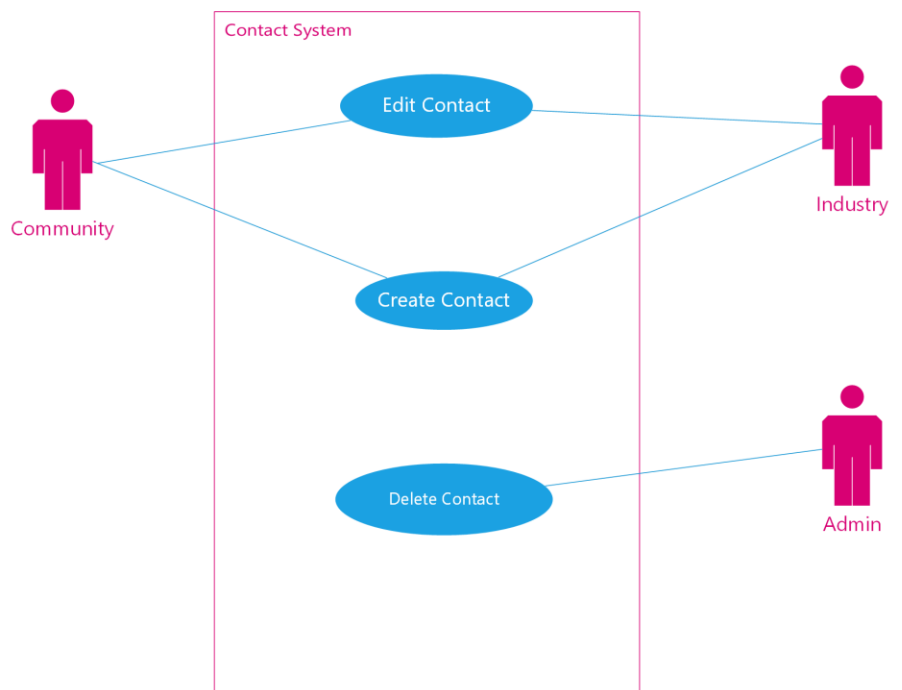 Contact System
Edit Contact
Community
Industry
Create Contact
Delete Contact
Admin